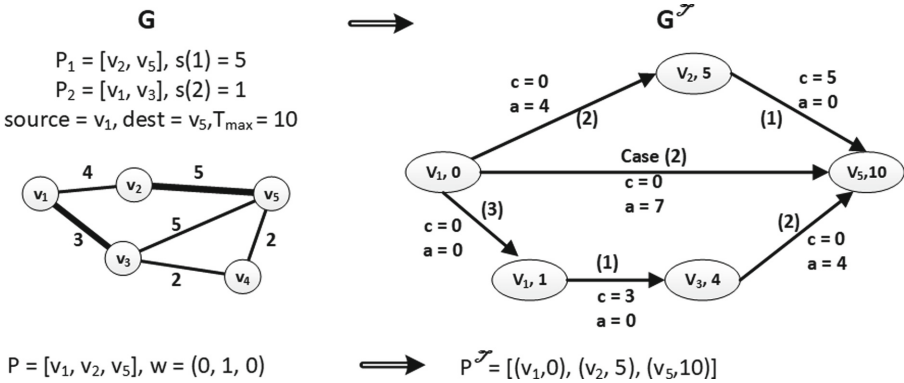 G
G^𝒯
P₁ = [v₂, v₅], s(1) = 5
P₂ = [v₁, v₃], s(2) = 1
source = v₁, dest = v₅,Tₘₐₓ = 10
v₁
4
v₂
5
v₅
3
5
2
v₃
2
v₄
V₂, 5
c = 0
a = 4
(2)
c = 5
a = 0
(1)
V₁, 0
Case (2)
c = 0
a = 7
V₅,10
(3)
c = 0
a = 0
(2)
c = 0
a = 4
V₁, 1
(1)
c = 3
a = 0
V₃, 4
P = [v₁, v₂, v₅], w = (0, 1, 0)
P^𝒯 = [(v₁,0), (v₂, 5), (v₅,10)]